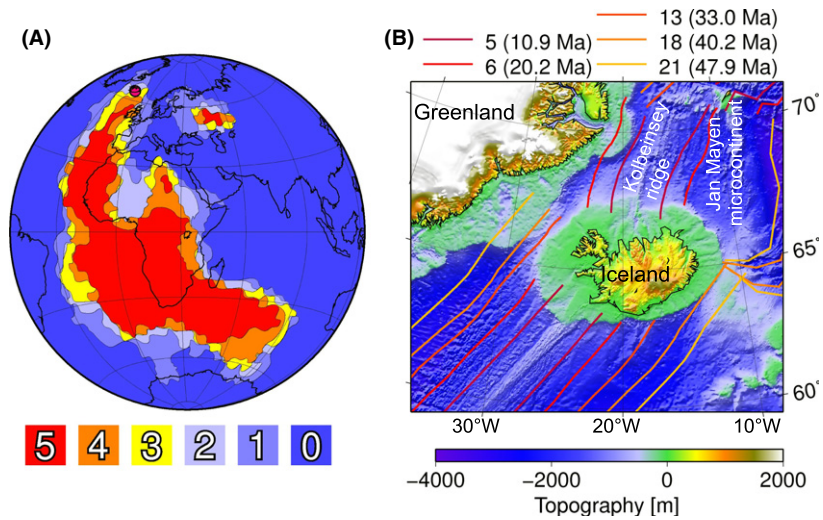 (A)
5 4 3 2 1 0
(B)
5 (10.9 Ma)
6 (20.2 Ma)
13 (33.0 Ma)
18 (40.2 Ma)
21 (47.9 Ma)
Greenland
Kolbeinsey
ridge
Jan Mayen
microcontinent
Iceland
70°N
65°N
60°N
30°W 20°W 10°W
−4000 −2000 0 2000
Topography [m]